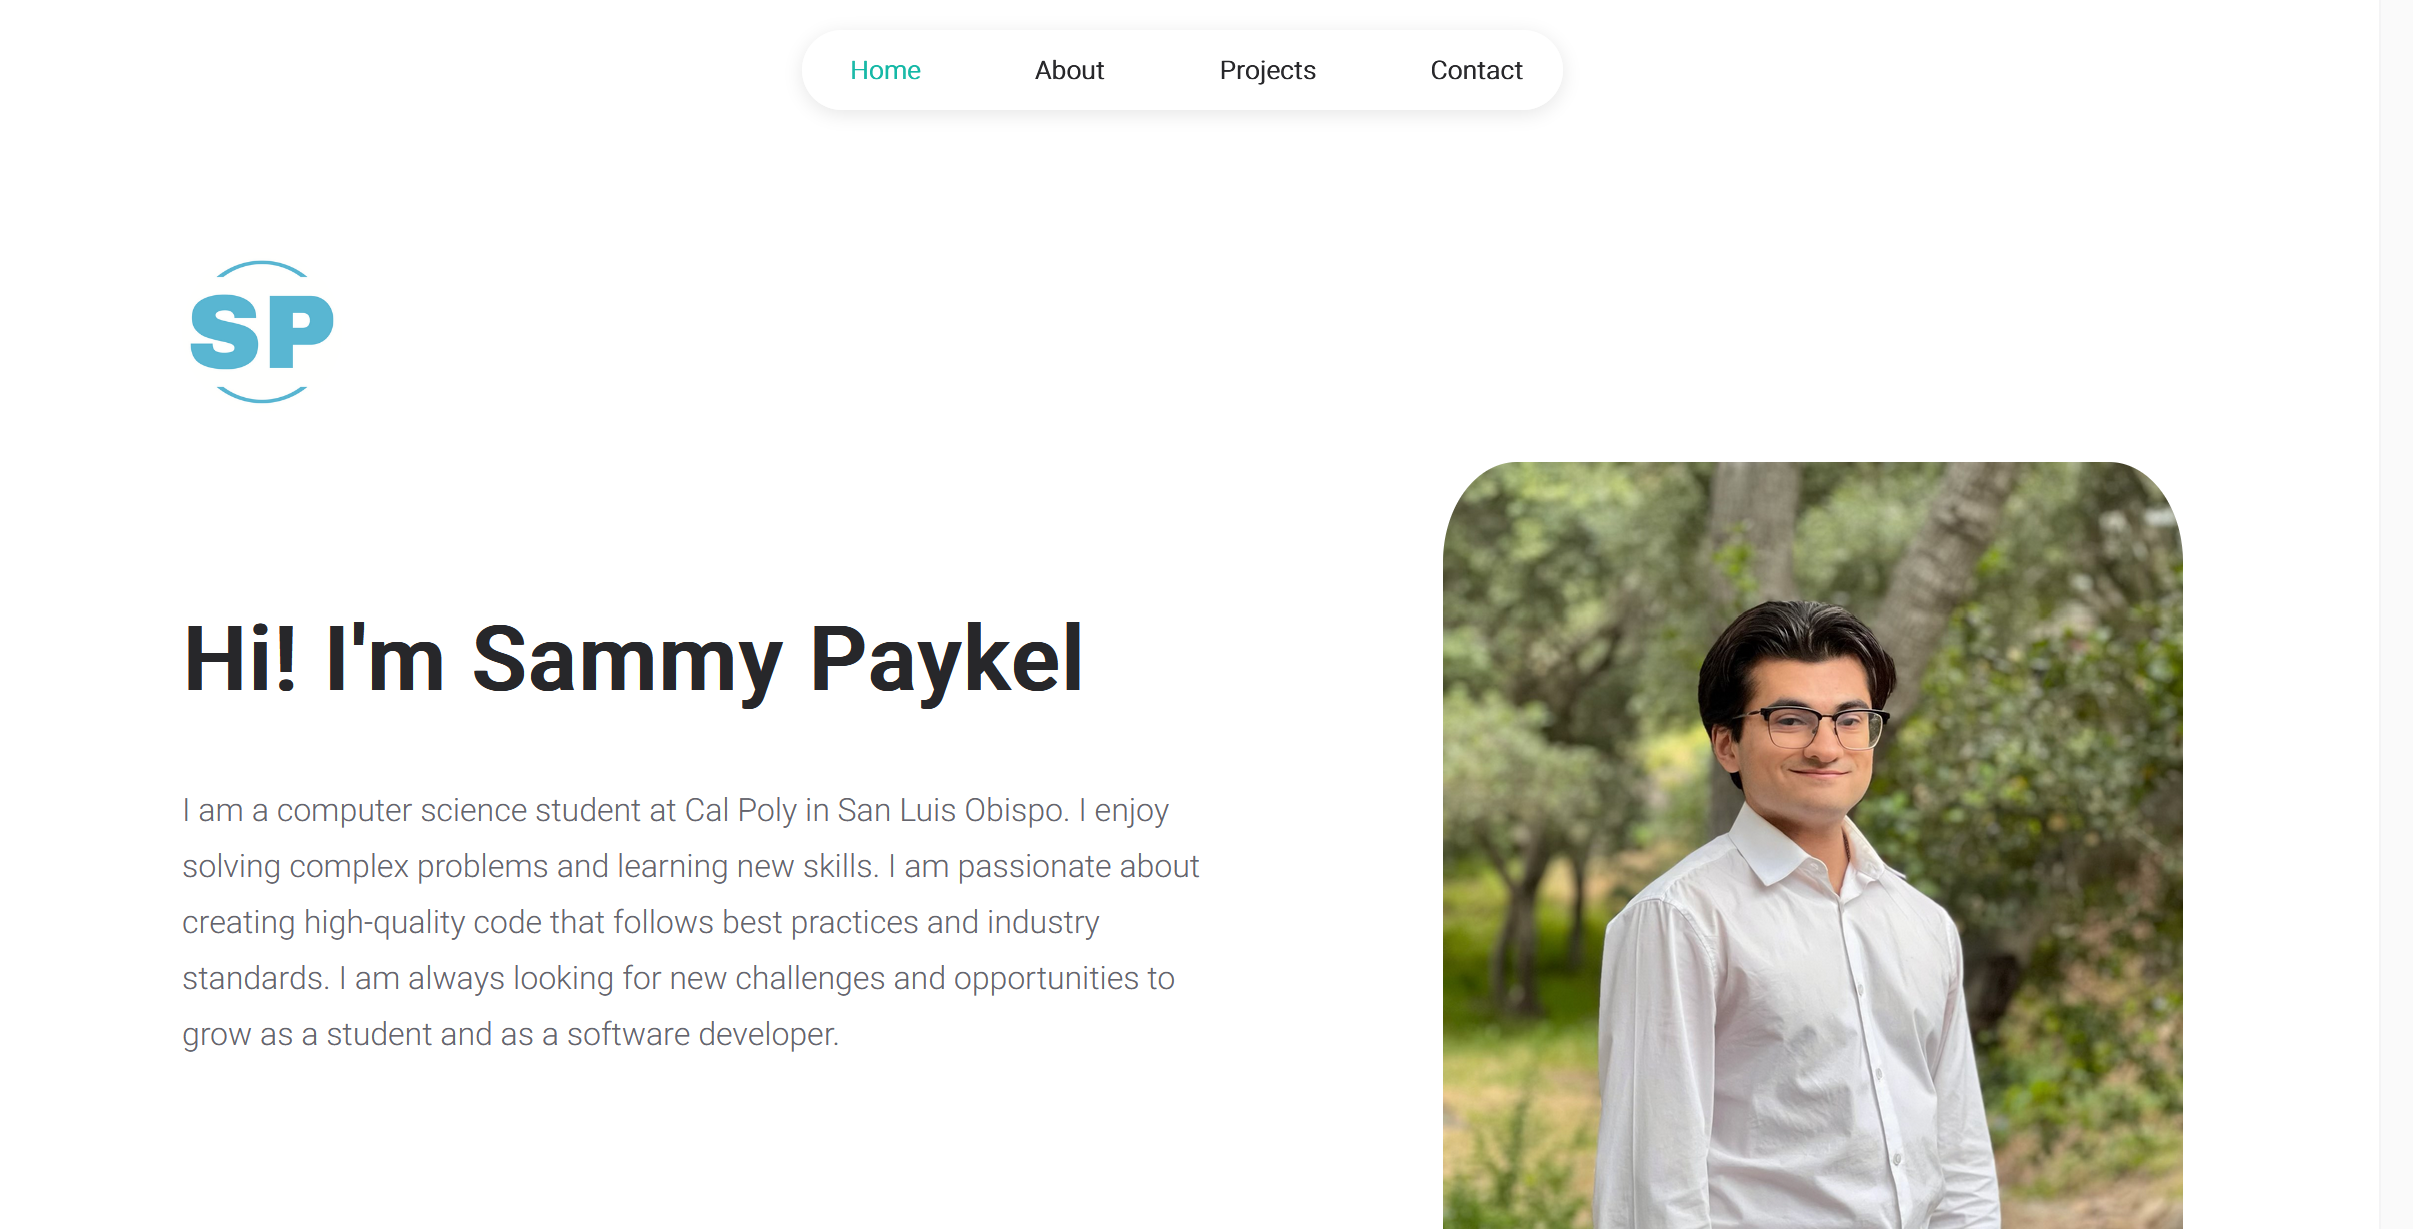 Home About Projects Contact
SP
Hi! I'm Sammy Paykel
I am a computer science student at Cal Poly in San Luis Obispo. I enjoy
solving complex problems and learning new skills. I am passionate about
creating high-quality code that follows best practices and industry
standards. I am always looking for new challenges and opportunities to
grow as a student and as a software developer.